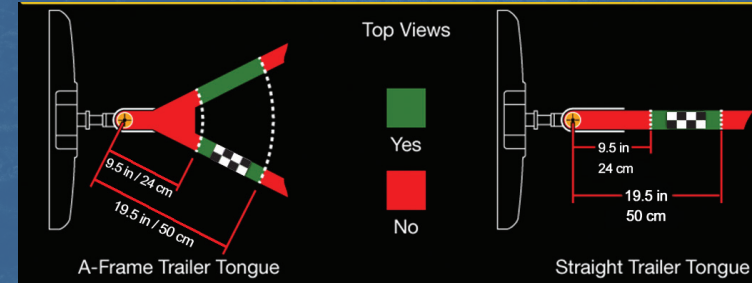 Top Views
Yes
No
9.5 in / 24 cm
19.5 in / 50 cm
A-Frame Trailer Tongue
9.5 in
24 cm
19.5 in
50 cm
Straight Trailer Tongue